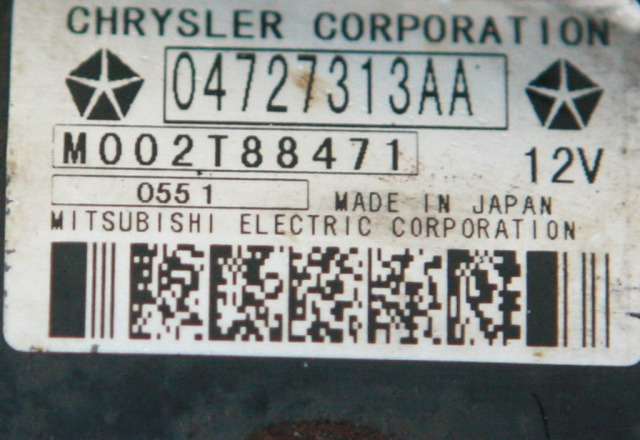 CHRYSLER CORPORATION
04727313AA
M002T88471
12V
0551
MADE IN JAPAN
MITSUBISHI ELECTRIC CORPORATION